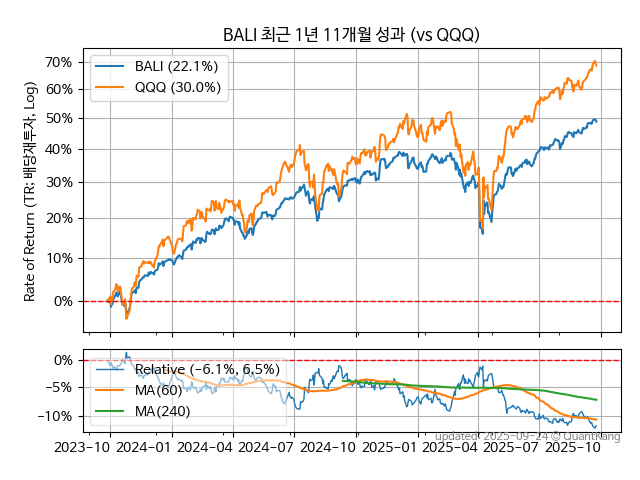 BALI 최근 1년 11개월 성과 (vs QQQ)
Rate of Return (TR: 배당재투자, Log)
70%
60%
50%
40%
30%
20%
10%
0%
BALI (22.1%)
QQQ (30.0%)
0%
−5%
−10%
Relative (−6.1%, 6.5%)
MA(60)
MA(240)
2023-10 2024-01 2024-04 2024-07 2024-10 2025-01 2025-04 2025-07 2025-10
updated: 2025-09-24 © QuantKang